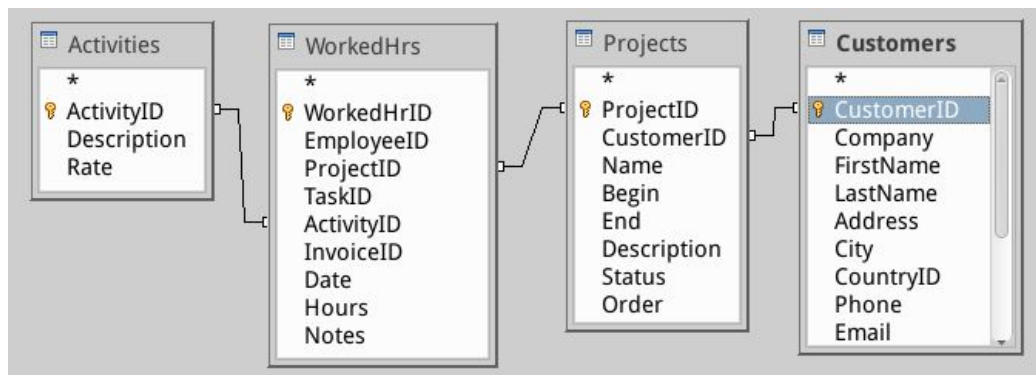 Activities
*
ActivityID
Description
Rate
WorkedHrs
*
WorkedHrID
EmployeeID
ProjectID
TaskID
ActivityID
InvoiceID
Date
Hours
Notes
Projects
*
ProjectID
CustomerID
Name
Begin
End
Description
Status
Order
Customers
*
CustomerID
Company
FirstName
LastName
Address
City
CountryID
Phone
Email